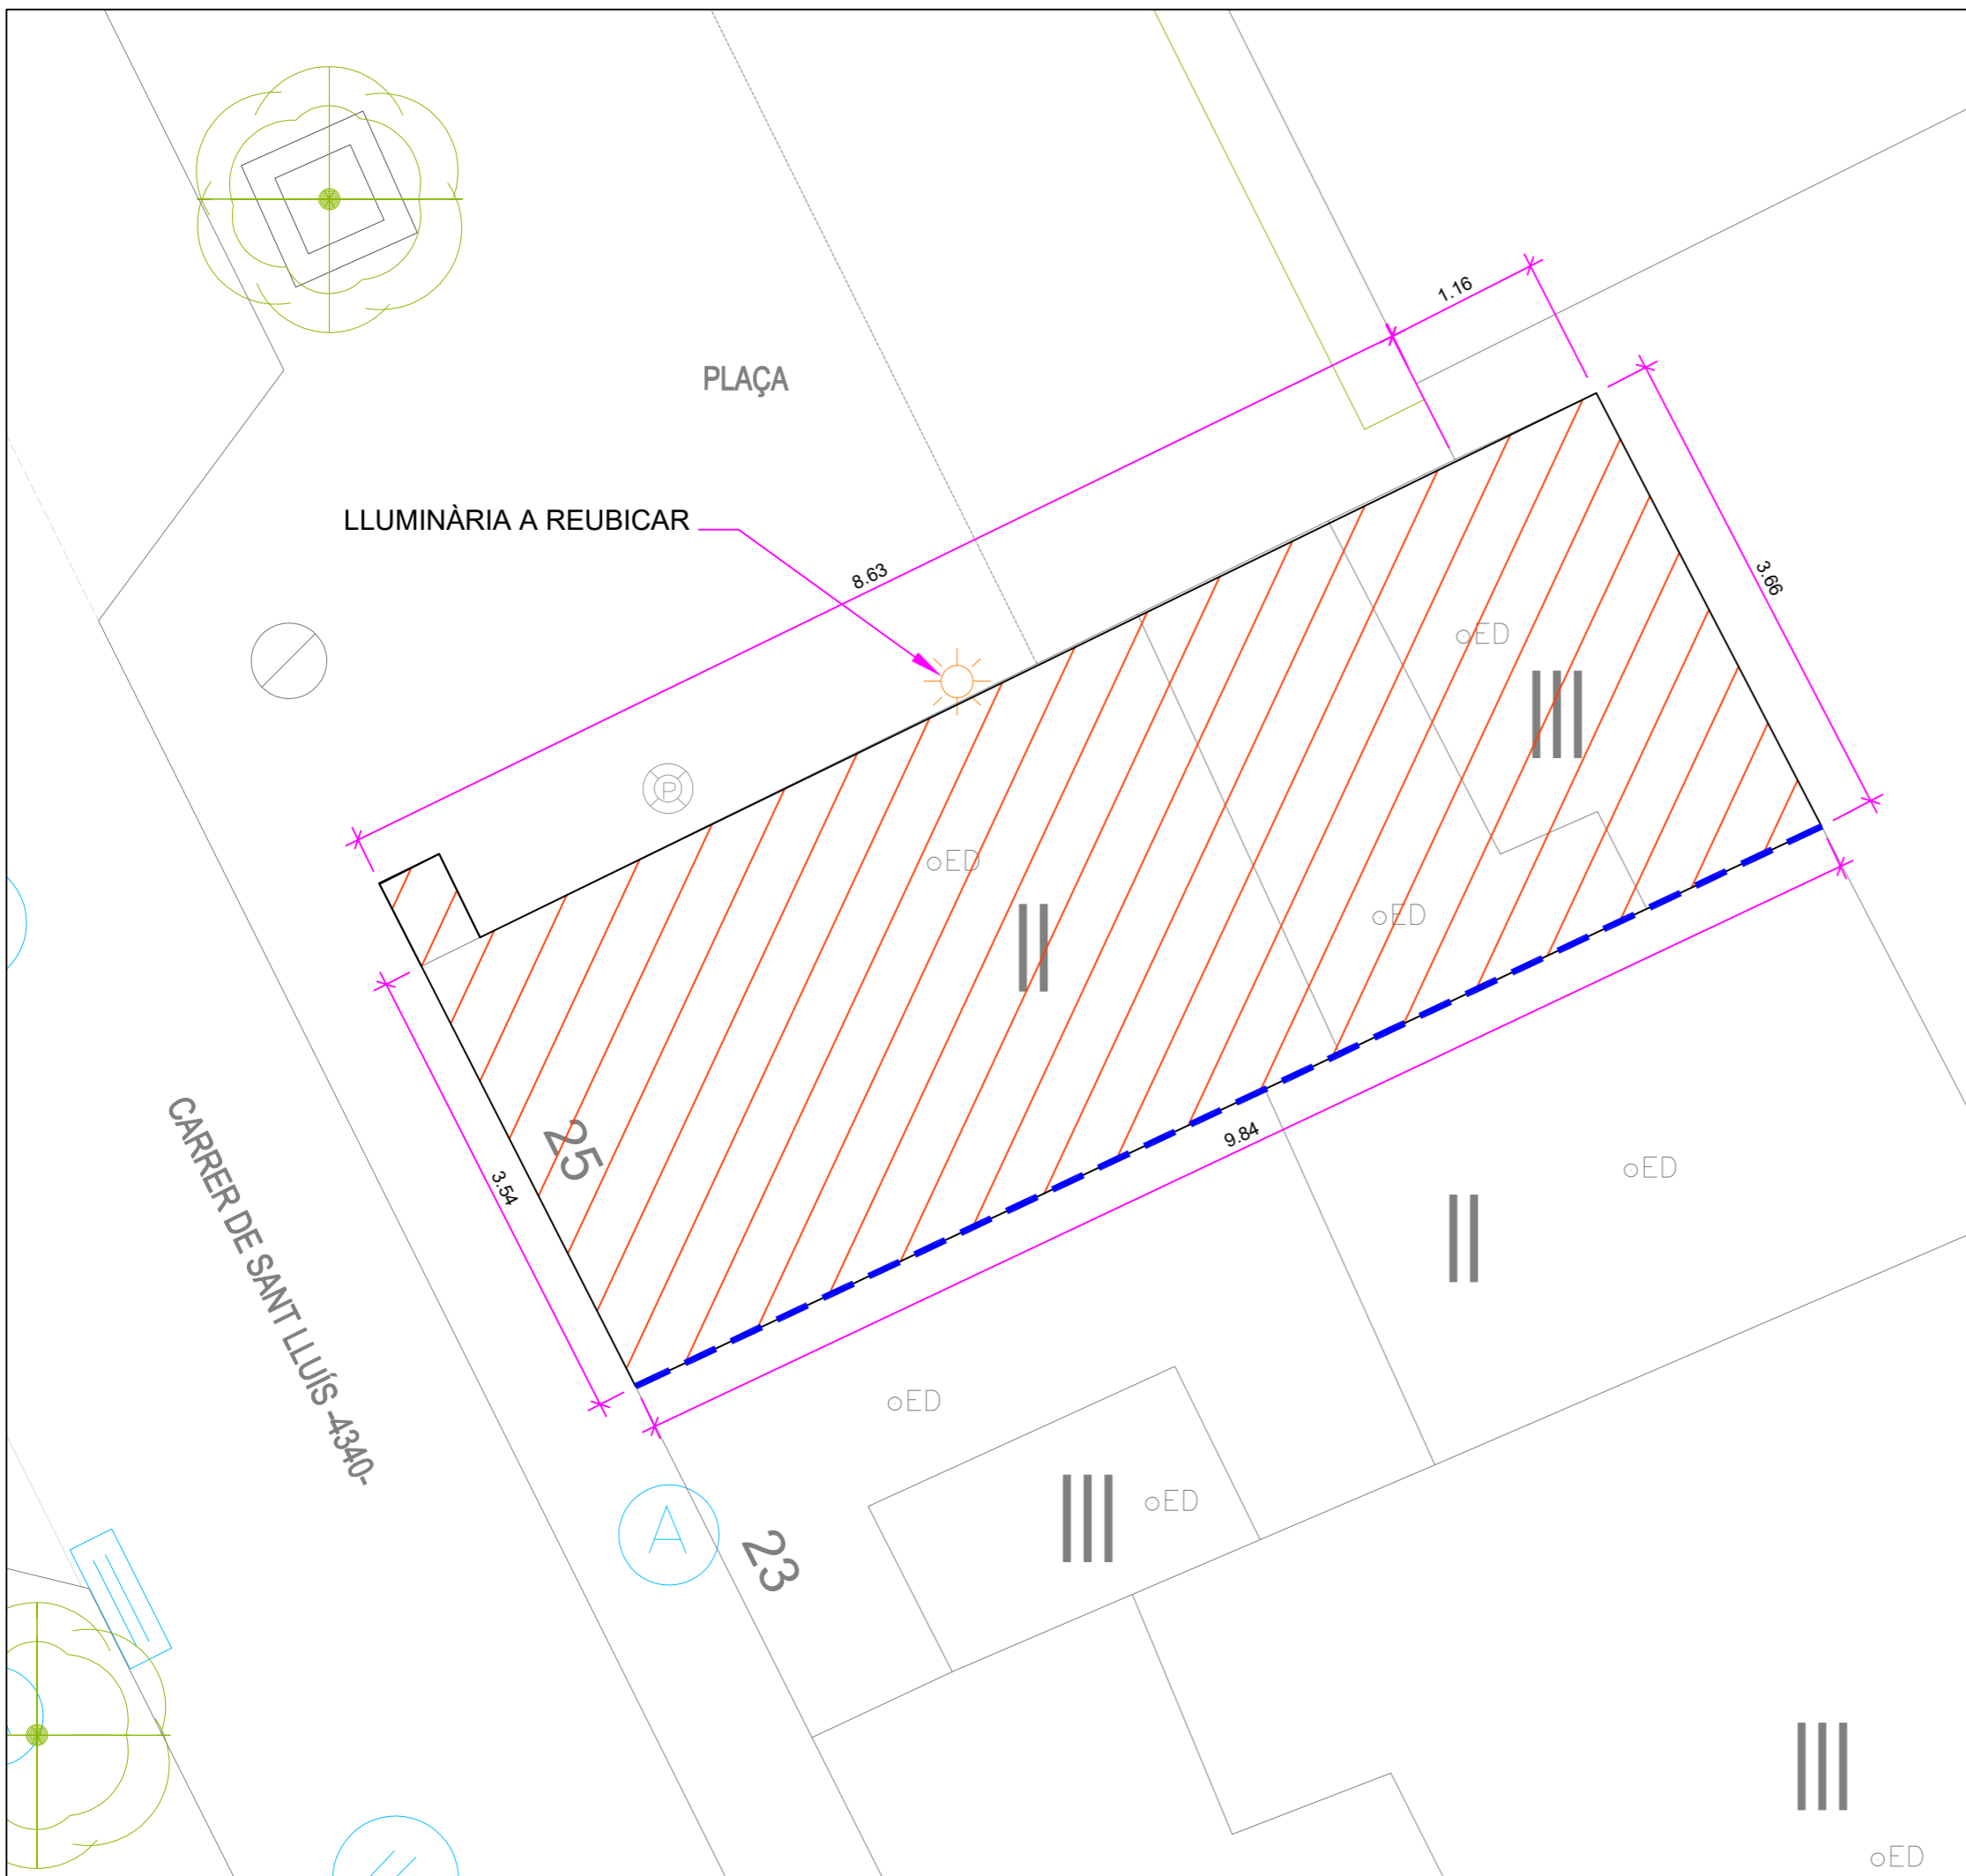 1.16
PLAÇA
LLUMINÀRIA A REUBICAR
8.63
3.66
ED
III
P
ED
ED
II
25
9.84
3.54
CARRER DE SANT LLUÍS -4340-
ED
II
ED
III
ED
A
23
III
ED